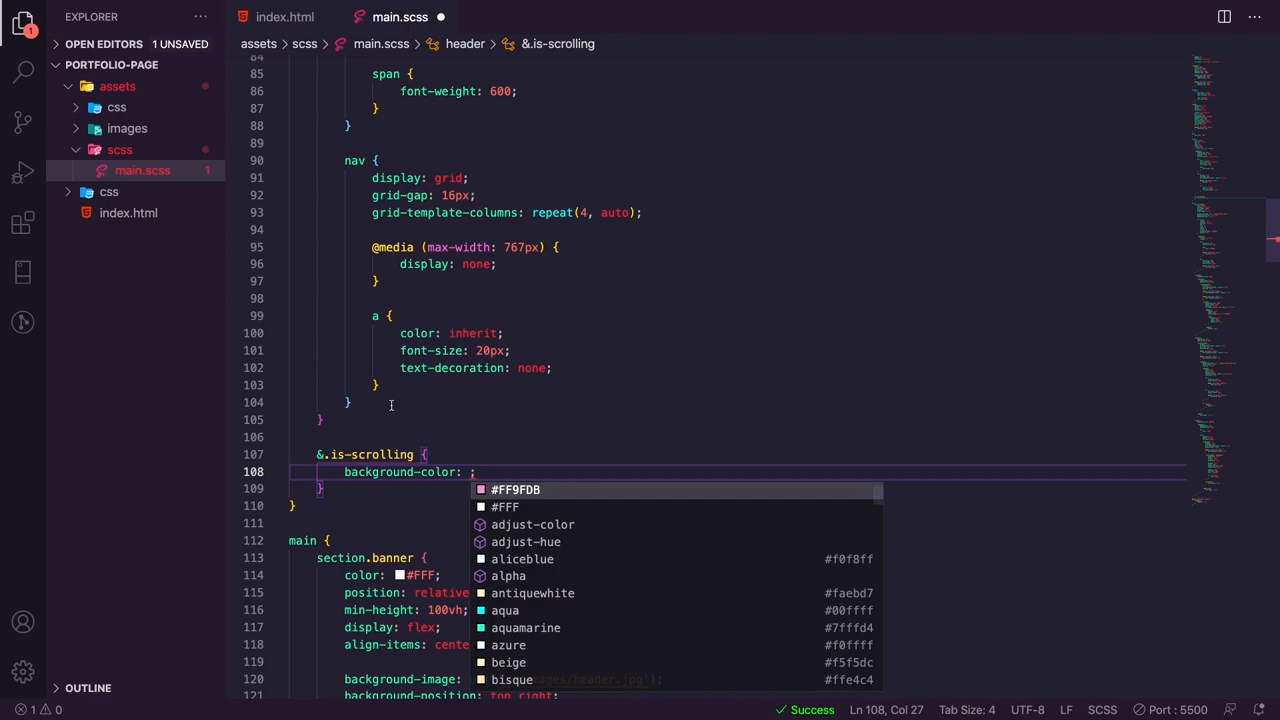 EXPLORER ··· index.html main.scss ● ···
OPEN EDITORS 1 UNSAVED assets > scss > main.scss > header > &.is-scrolling
PORTFOLIO-PAGE 84
assets 85 span {
86 font-weight: 600;
css 87 }
images 88 }
scss 89
main.scss 1 90 nav {
css 91 display: grid;
92 grid-gap: 16px;
index.html 93 grid-template-columns: repeat(4, auto);
94
95 @media (max-width: 767px) {
96 display: none;
97 }
98
99 a {
100 color: inherit;
101 font-size: 20px;
102 text-decoration: none;
103 }
104 }
105 }
106
107 &.is-scrolling {
108 background-color: ;
109 }
#FF9FDB
110 }
#FFF
111
adjust-color
112 main {
adjust-hue
113 section.banner {
aliceblue #f0f8ff
114 color: #FFF;
alpha
115 position: relative
antiquewhite #faebd7
116 min-height: 100vh;
aqua #00ffff
117 display: flex;
aquamarine #7fffd4
118 align-items: cente
azure #f0ffff
119
beige #f5f5dc
120 background-image: images/header.jpg');
bisque #ffe4c4
121 background-position: top right;
OUTLINE
1 0 Success Ln 108, Col 27 Tab Size: 4 UTF-8 LF SCSS Port : 5500